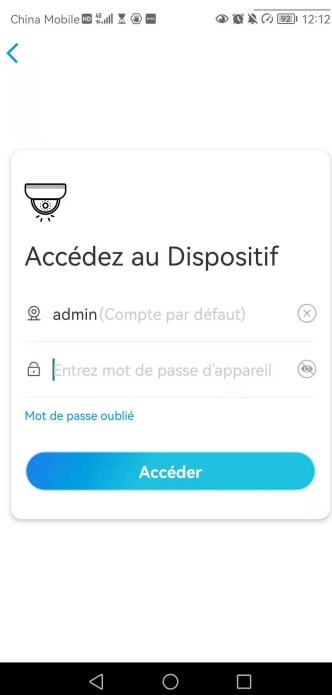 China Mobile HD 92 12:12
Accédez au Dispositif
admin(Compte par défaut)
Entrez mot de passe d'appareil
Mot de passe oublié
Accéder